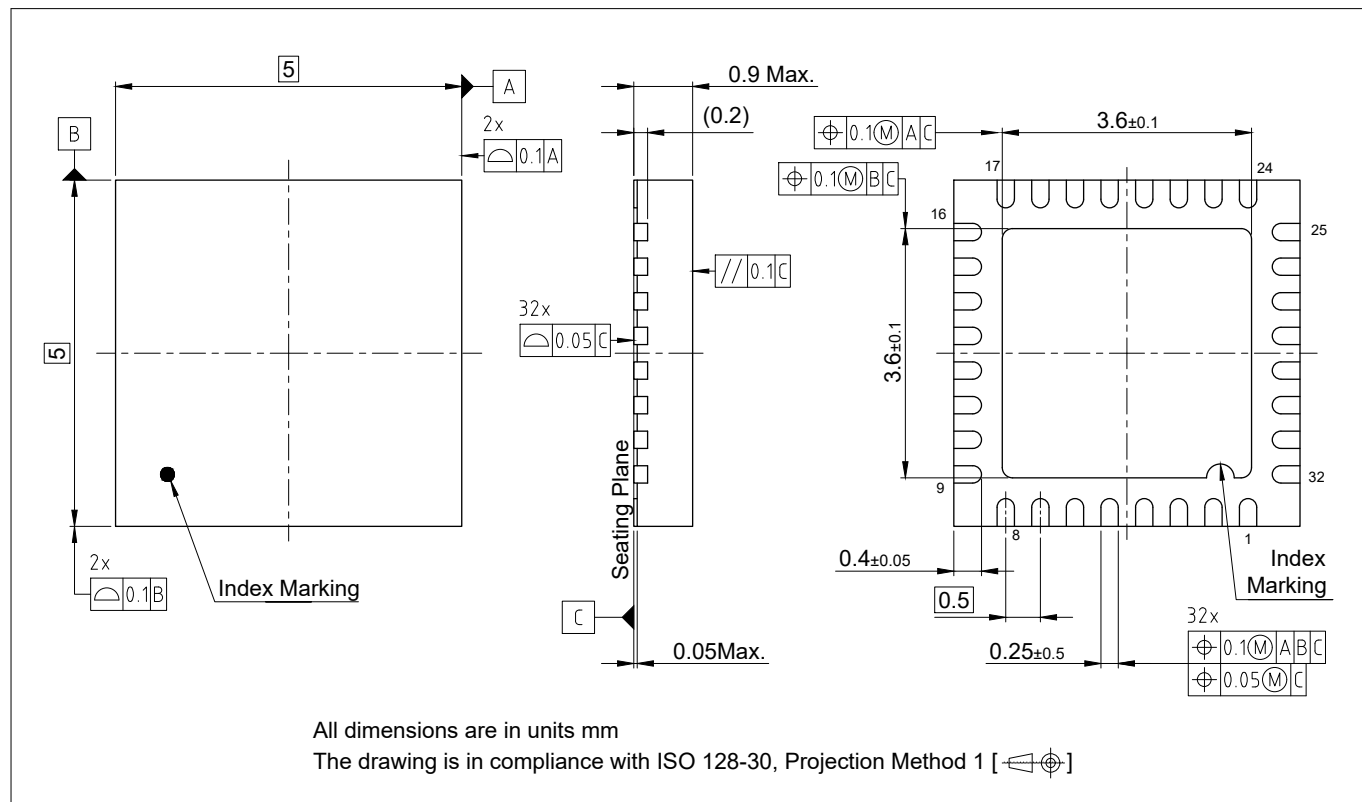 5
A
2x
⌓ 0.1 A
B
5
2x
⌓ 0.1 B
Index Marking
0.9 Max.
(0.2)
// 0.1 C
32x
⌓ 0.05 C
Seating Plane
C
0.05Max.
⌖ 0.1 Ⓜ A C
3.6±0.1
⌖ 0.1 Ⓜ B C
17
24
16
25
3.6±0.1
9
32
8
1
0.4±0.05
Index
Marking
0.5
32x
0.25±0.5
⌖ 0.1 Ⓜ A B C
⌖ 0.05 Ⓜ C
All dimensions are in units mm
The drawing is in compliance with ISO 128-30, Projection Method 1 [ ]